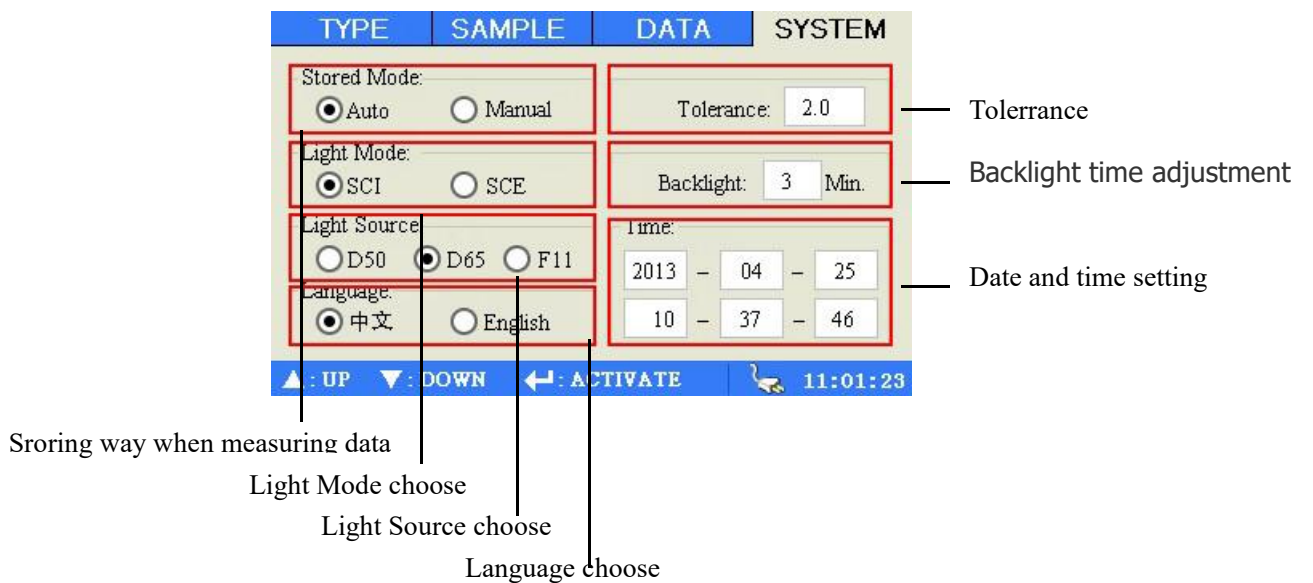 TYPE SAMPLE DATA SYSTEM
Stored Mode:
Auto Manual
Tolerance: 2.0
Tolerrance
Light Mode:
SCI SCE
Backlight: 3 Min.
Backlight time adjustment
Light Source
D50 D65 F11
Time:
2013 – 04 – 25
Date and time setting
Language:
中文 English
10 – 37 – 46
▲ : UP ▼ : DOWN ↵ : ACTIVATE 11:01:23
Sroring way when measuring data
Light Mode choose
Light Source choose
Language choose